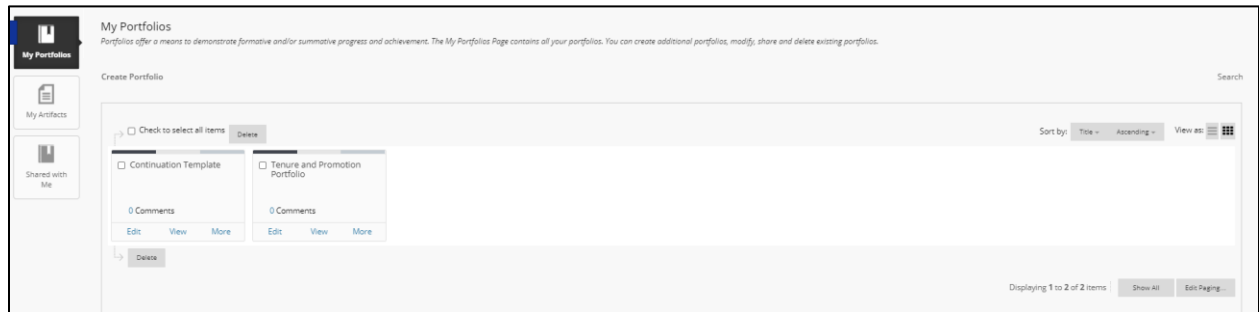 My Portfolios
My Artifacts
Shared with
Me
My Portfolios
Portfolios offer a means to demonstrate formative and/or summative progress and achievement. The My Portfolios Page contains all your portfolios. You can create additional portfolios, modify, share and delete existing portfolios.
Create Portfolio
Search
Check to select all items
Delete
Sort by:
Title
Ascending
View as:
Continuation Template
0 Comments
Edit View More
Tenure and Promotion
Portfolio
0 Comments
Edit View More
Delete
Displaying 1 to 2 of 2 items
Show All
Edit Paging...